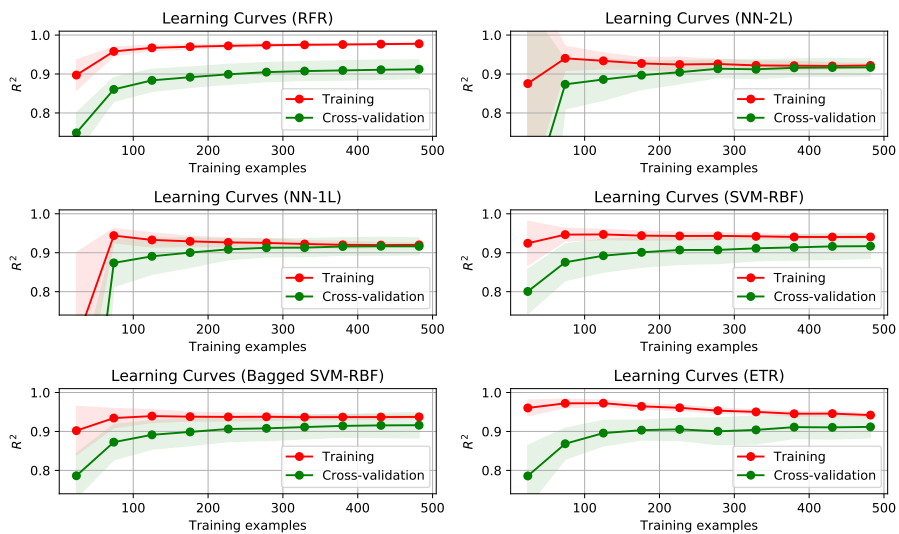 Learning Curves (RFR)
1.0
0.9
0.8
R²
Training
Cross-validation
100 200 300 400 500
Training examples
Learning Curves (NN-2L)
1.0
0.9
0.8
R²
Training
Cross-validation
100 200 300 400 500
Training examples
Learning Curves (NN-1L)
1.0
0.9
0.8
R²
Training
Cross-validation
100 200 300 400 500
Training examples
Learning Curves (SVM-RBF)
1.0
0.9
0.8
R²
Training
Cross-validation
100 200 300 400 500
Training examples
Learning Curves (Bagged SVM-RBF)
1.0
0.9
0.8
R²
Training
Cross-validation
100 200 300 400 500
Training examples
Learning Curves (ETR)
1.0
0.9
0.8
R²
Training
Cross-validation
100 200 300 400 500
Training examples